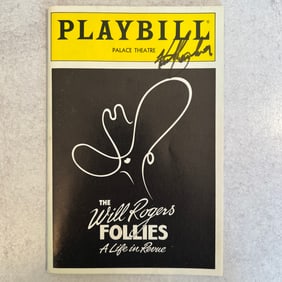 PLAYBILL®
PALACE THEATRE
THE
Will Rogers
FOLLIES
A Life in Revue